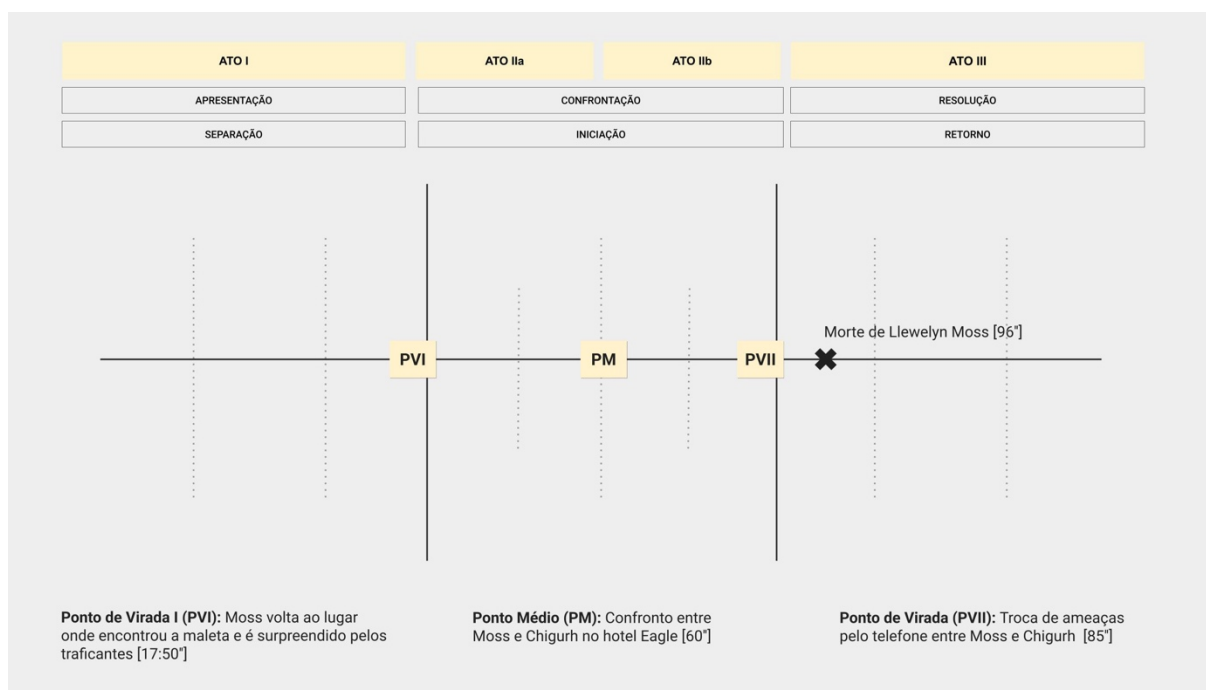 ATO I
ATO IIa
ATO IIb
ATO III
APRESENTAÇÃO
CONFRONTAÇÃO
RESOLUÇÃO
SEPARAÇÃO
INICIAÇÃO
RETORNO
Morte de Llewelyn Moss [96"]
PVI
PM
PVII
Ponto de Virada I (PVI): Moss volta ao lugar
onde encontrou a maleta e é surpreendido pelos
traficantes [17:50"]
Ponto Médio (PM): Confronto entre
Moss e Chigurh no hotel Eagle [60"]
Ponto de Virada (PVII): Troca de ameaças
pelo telefone entre Moss e Chigurh [85"]